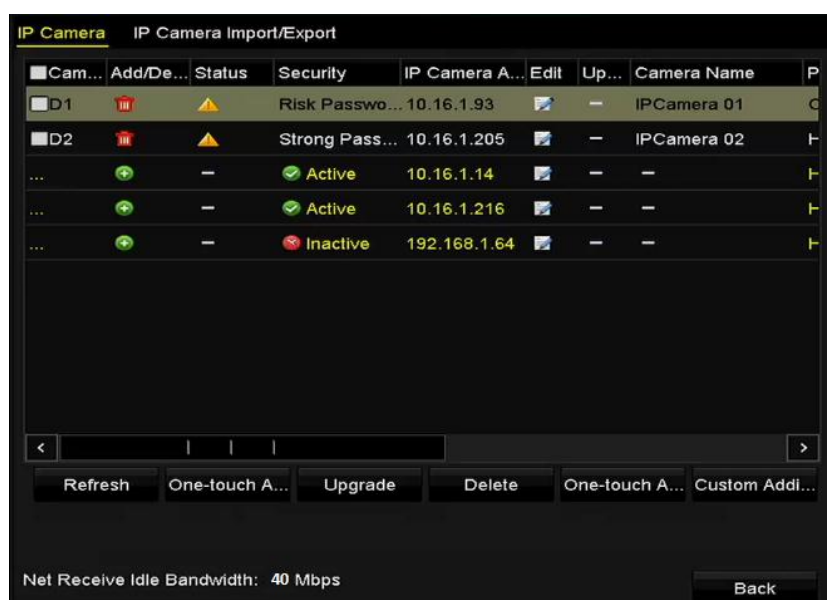 IP Camera IP Camera Import/Export
Cam... Add/De... Status Security IP Camera A... Edit Up... Camera Name P
D1 Risk Passwo... 10.16.1.93 – IPCamera 01
D2 Strong Pass... 10.16.1.205 – IPCamera 02
... – Active 10.16.1.14 – –
... – Active 10.16.1.216 – –
... – Inactive 192.168.1.64 – –
< >
Refresh One-touch A... Upgrade Delete One-touch A... Custom Addi...
Net Receive Idle Bandwidth: 40 Mbps
Back